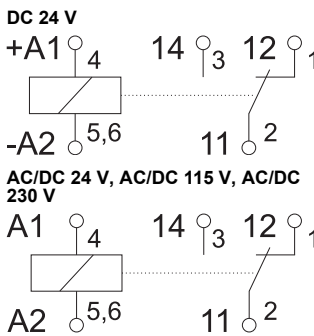 DC 24 V
+A1 14 12
4 3 1
-A2 5,6 11 2
AC/DC 24 V, AC/DC 115 V, AC/DC
230 V
A1 14 12
4 3 1
A2 5,6 11 2